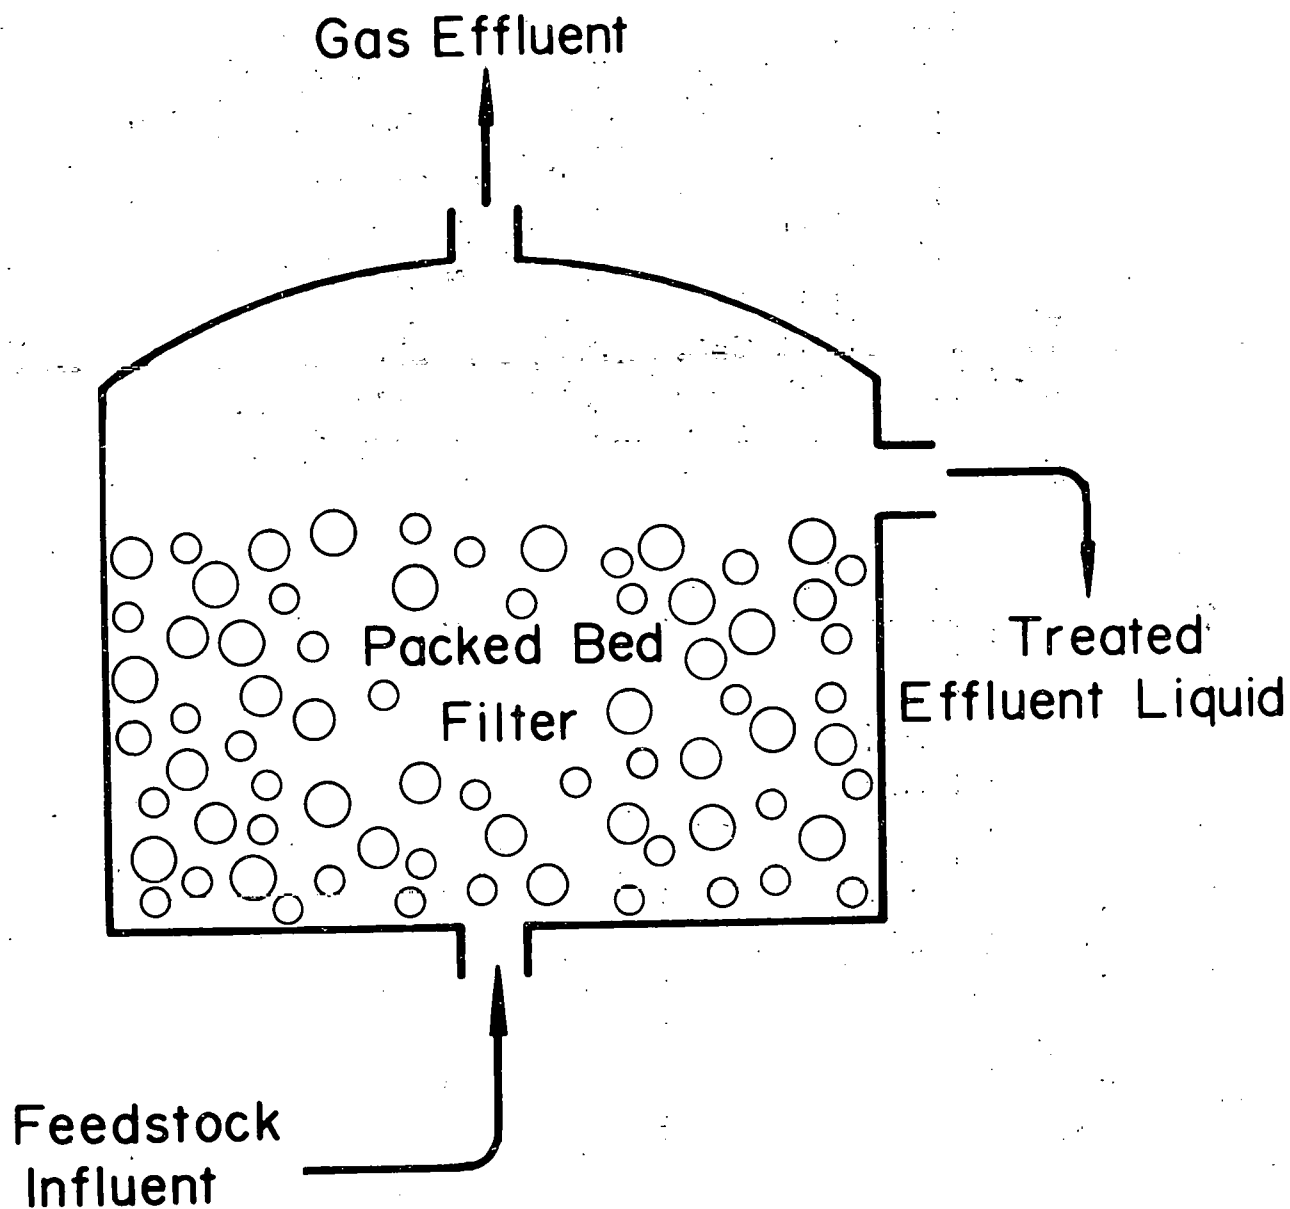 Gas Effluent
Packed Bed
Filter
Treated
Effluent Liquid
Feedstock
Influent